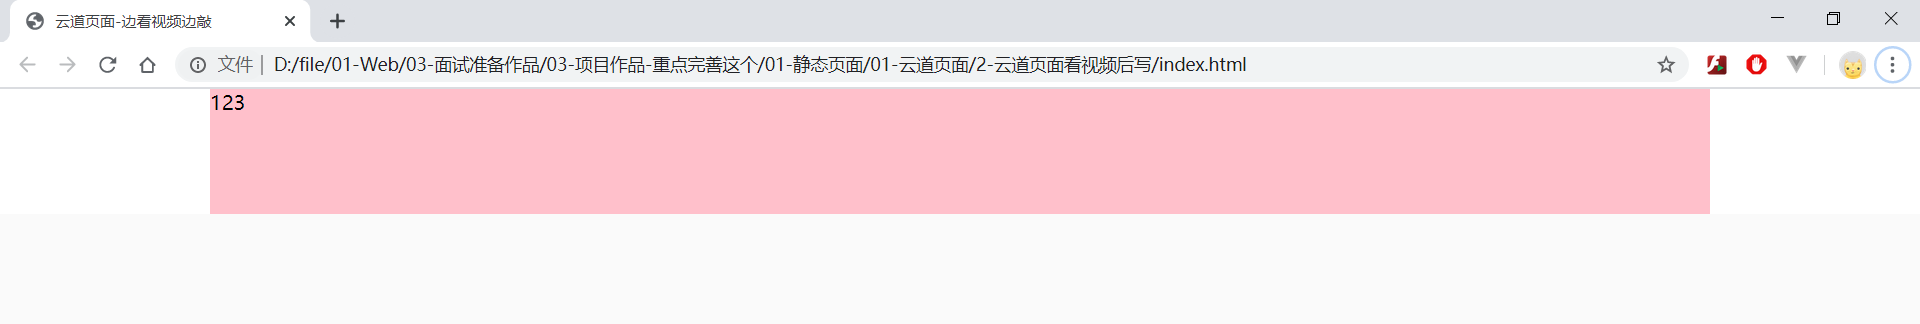 云道页面-边看视频边敲
文件 | D:/file/01-Web/03-面试准备作品/03-项目作品-重点完善这个/01-静态页面/01-云道页面/2-云道页面看视频后写/index.html
123